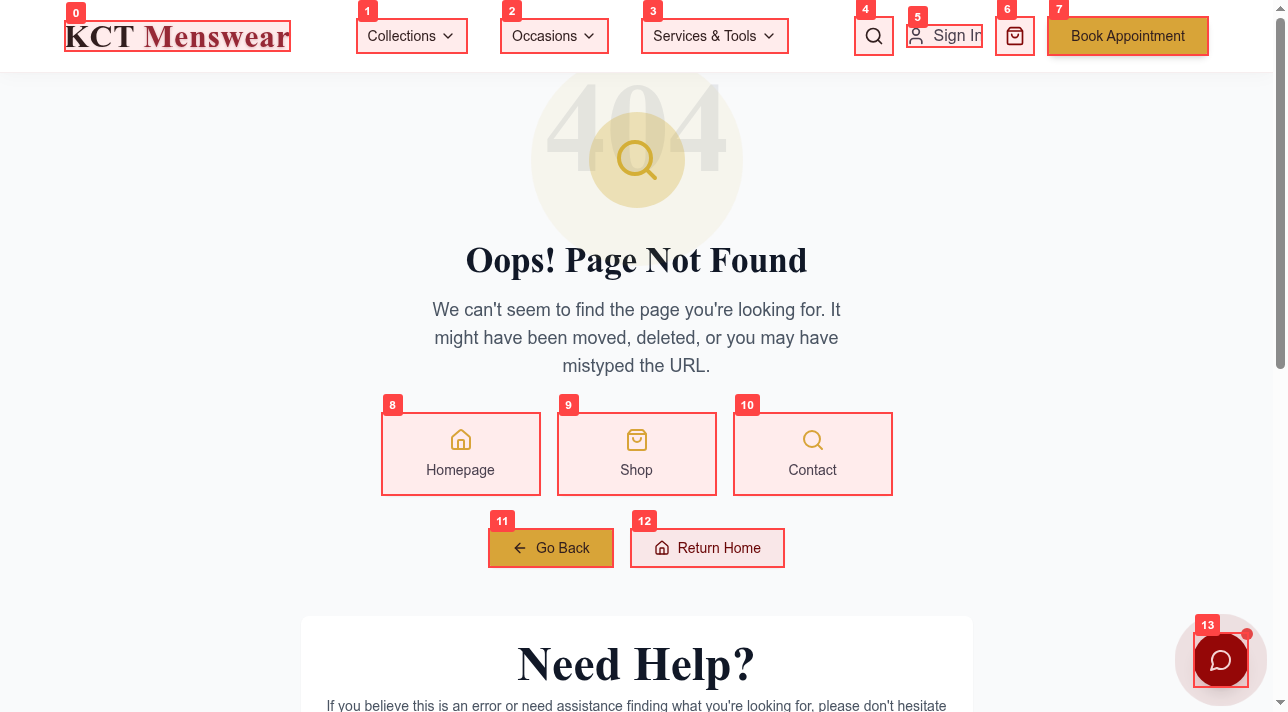 KCT Menswear
Collections
Occasions
Services & Tools
Sign In
Book Appointment
0
1
2
3
4
5
6
7
404
Oops! Page Not Found
We can't seem to find the page you're looking for. It
might have been moved, deleted, or you may have
mistyped the URL.
8
9
10
Homepage
Shop
Contact
11
12
Go Back
Return Home
13
Need Help?
If you believe this is an error or need assistance finding what you're looking for, please don't hesitate